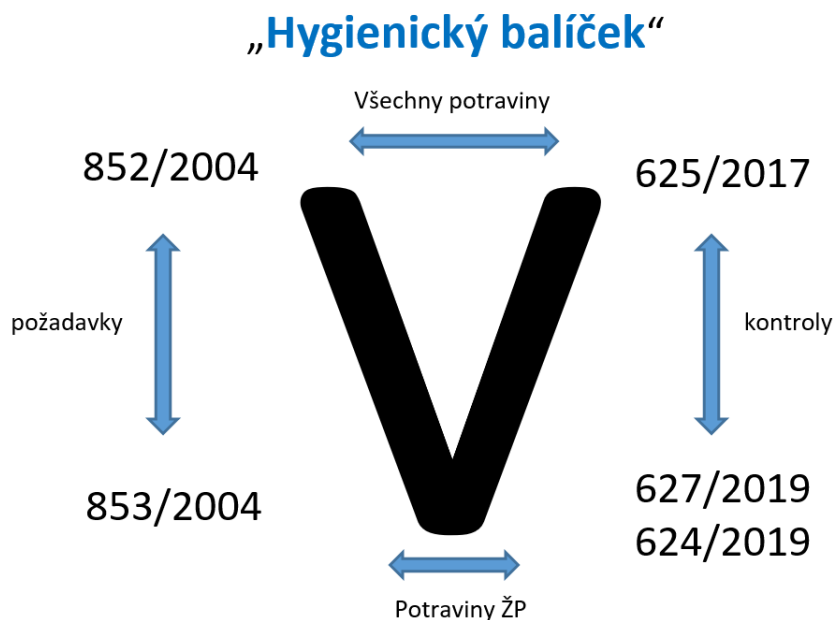 „Hygienický balíček“
Všechny potraviny
852/2004
625/2017
požadavky
V
kontroly
853/2004
627/2019
624/2019
Potraviny ŽP